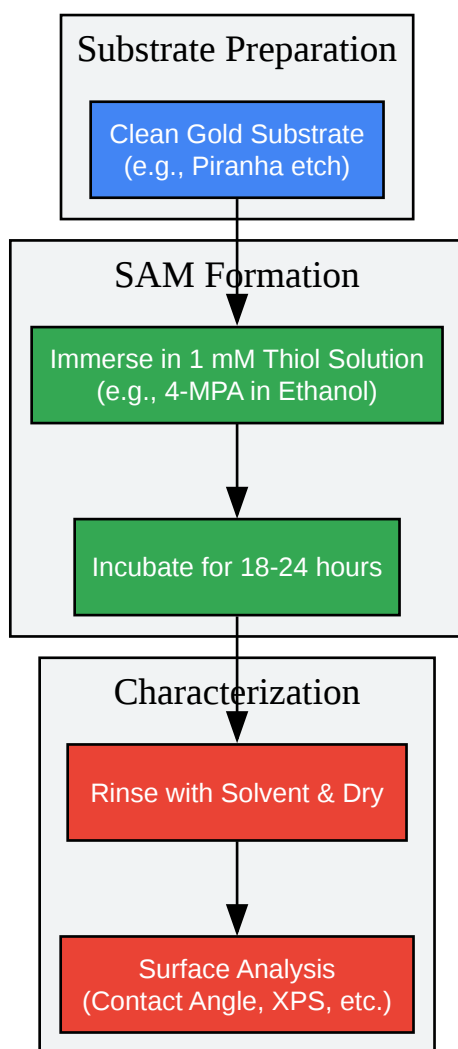 Substrate Preparation
Clean Gold Substrate
(e.g., Piranha etch)
SAM Formation
Immerse in 1 mM Thiol Solution
(e.g., 4-MPA in Ethanol)
Incubate for 18-24 hours
Characterization
Rinse with Solvent & Dry
Surface Analysis
(Contact Angle, XPS, etc.)